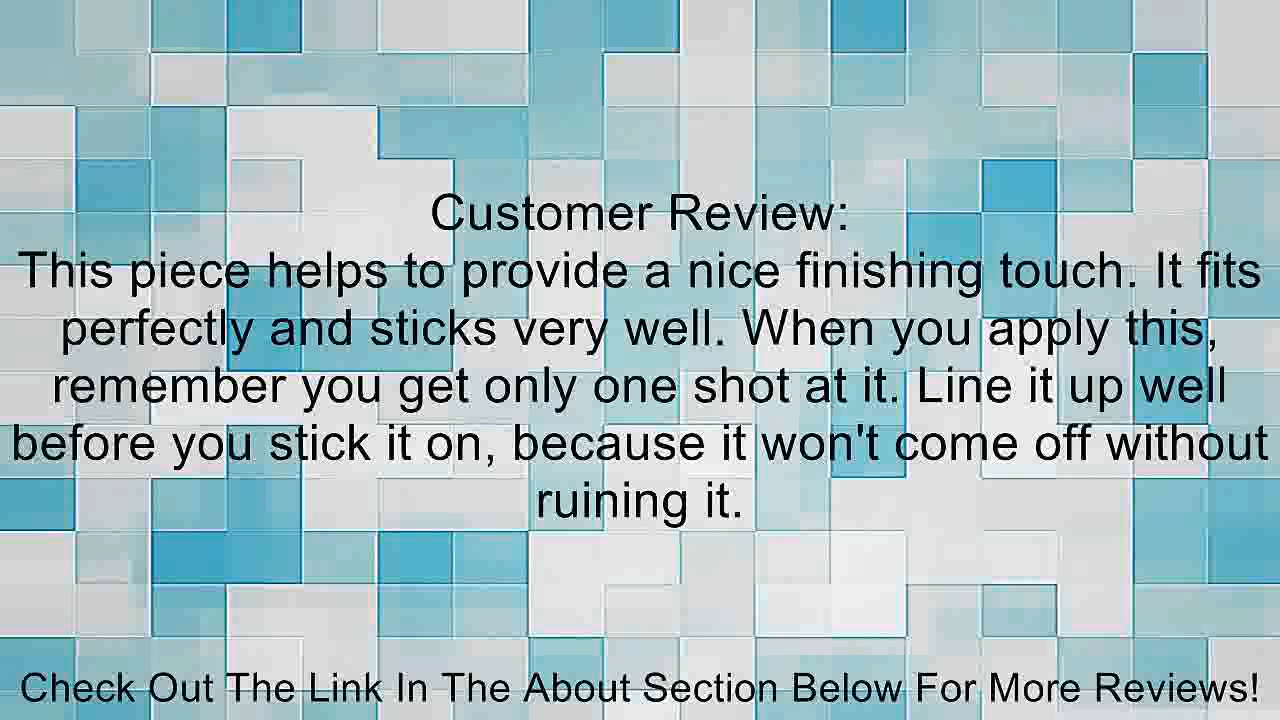 Customer Review:
This piece helps to provide a nice finishing touch. It fits
perfectly and sticks very well. When you apply this,
remember you get only one shot at it. Line it up well
before you stick it on, because it won't come off without
ruining it.
Check Out The Link In The About Section Below For More Reviews!